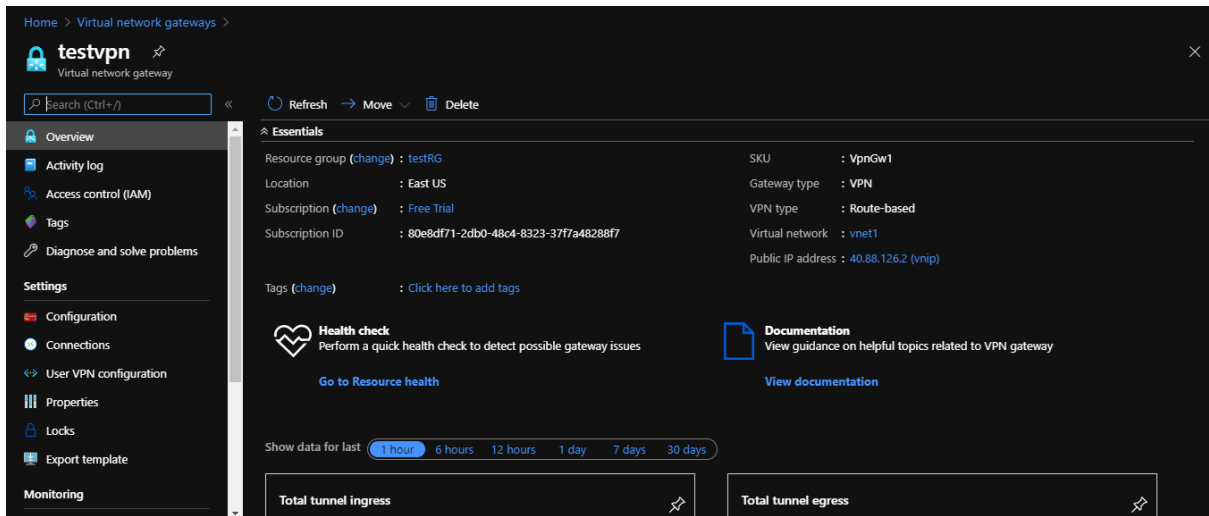 Home > Virtual network gateways >
testvpn
Virtual network gateway
Search (Ctrl+/)
«
Refresh
Move
Delete
Overview
Activity log
Access control (IAM)
Tags
Diagnose and solve problems
Settings
Configuration
Connections
User VPN configuration
Properties
Locks
Export template
Monitoring
Essentials
Resource group (change) : testRG
Location : East US
Subscription (change) : Free Trial
Subscription ID : 80e8df71-2db0-48c4-8323-37f7a48288f7
SKU : VpnGw1
Gateway type : VPN
VPN type : Route-based
Virtual network : vnet1
Public IP address : 40.88.126.2 (vnip)
Tags (change) : Click here to add tags
Health check
Perform a quick health check to detect possible gateway issues
Go to Resource health
Documentation
View guidance on helpful topics related to VPN gateway
View documentation
Show data for last 1 hour 6 hours 12 hours 1 day 7 days 30 days
Total tunnel ingress
Total tunnel egress